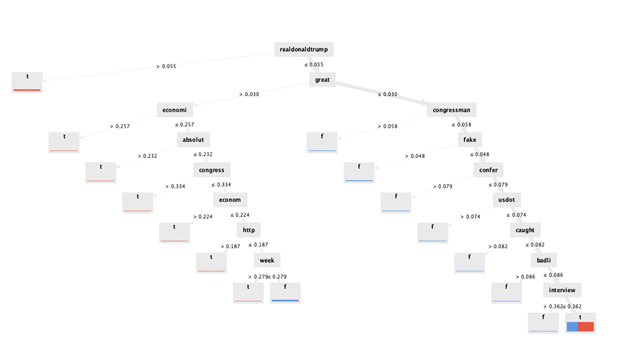 realdonaldtrump
> 0.055 ≤ 0.055
t great
> 0.030 ≤ 0.030
economi congressman
> 0.257 ≤ 0.257 > 0.058 ≤ 0.058
t absolut f fake
> 0.232 ≤ 0.232 > 0.048 ≤ 0.048
t congress f confer
> 0.334 ≤ 0.334 > 0.079 ≤ 0.079
t econom f usdot
> 0.224 ≤ 0.224 > 0.074 ≤ 0.074
t http f caught
> 0.187 ≤ 0.187 > 0.082 ≤ 0.082
t week f badli
> 0.279 ≤ 0.279 > 0.086 ≤ 0.086
t f f interview
> 0.362 ≤ 0.362
f t